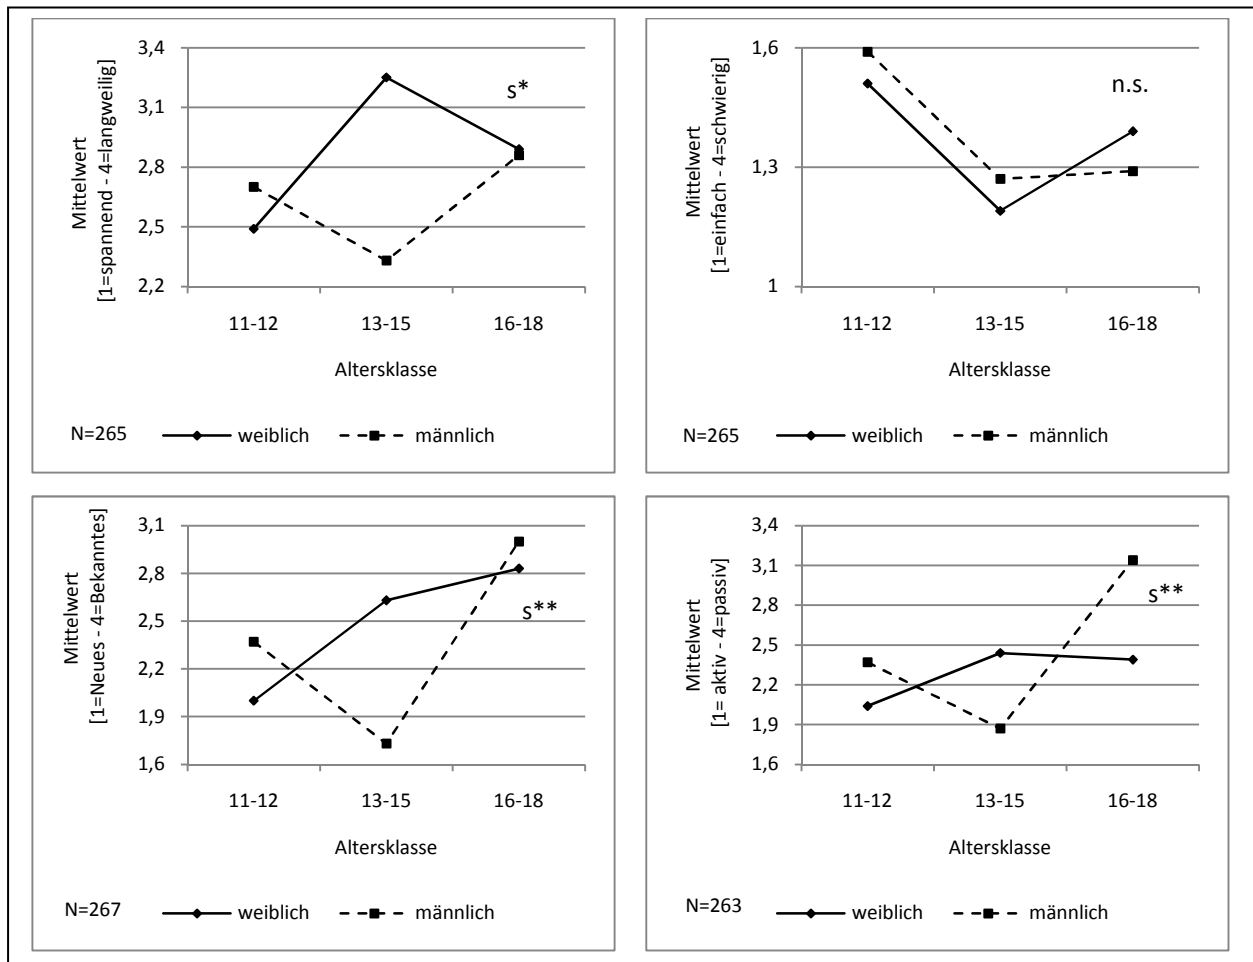 Mittelwert
[1=spannend - 4=langweilig]
3,4
3,1
2,8
2,5
2,2
s*
11-12 13-15 16-18
Altersklasse
N=265 weiblich männlich
Mittelwert
[1=einfach - 4=schwierig]
1,6
1,3
1
n.s.
11-12 13-15 16-18
Altersklasse
N=265 weiblich männlich
Mittelwert
[1=Neues - 4=Bekanntes]
3,1
2,8
2,5
2,2
1,9
1,6
s**
11-12 13-15 16-18
Altersklasse
N=267 weiblich männlich
Mittelwert
[1= aktiv - 4=passiv]
3,4
3,1
2,8
2,5
2,2
1,9
1,6
s**
11-12 13-15 16-18
Altersklasse
N=263 weiblich männlich